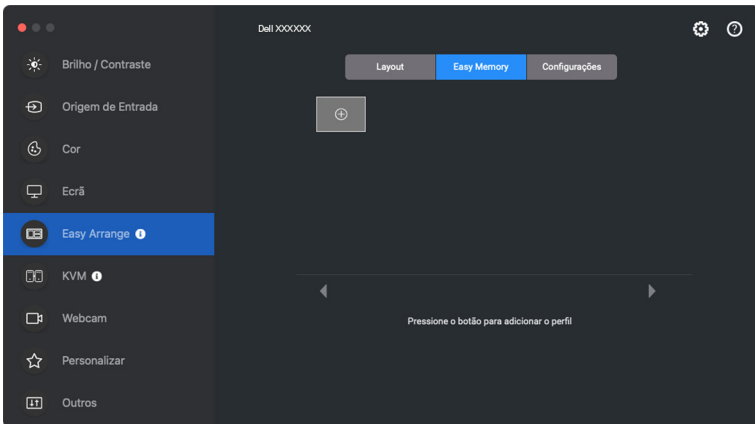 Dell XXXXXX
Brilho / Contraste
Origem de Entrada
Cor
Ecrã
Easy Arrange
KVM
Webcam
Personalizar
Outros
Layout
Easy Memory
Configurações
Pressione o botão para adicionar o perfil